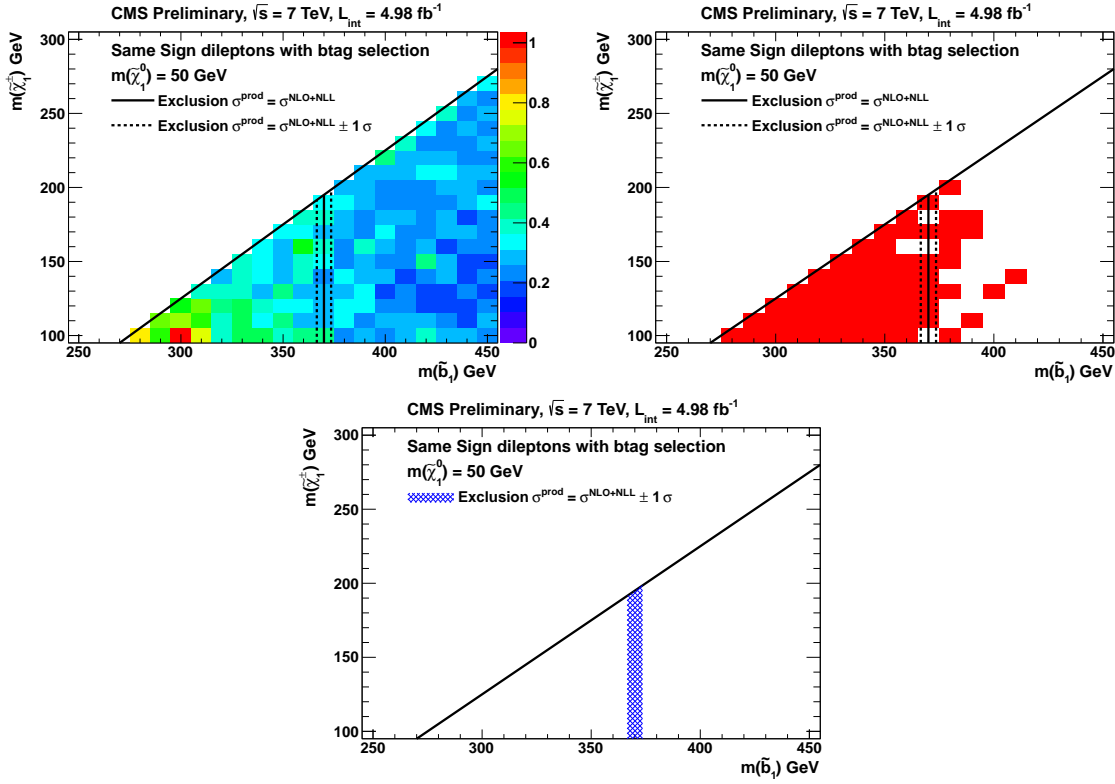 CMS Preliminary, √s = 7 TeV, L_int = 4.98 fb⁻¹
m(χ̃₁±) GeV
300
250
200
150
100
Same Sign dileptons with btag selection
m(χ̃₁⁰) = 50 GeV
Exclusion σ^prod = σ^NLO+NLL
Exclusion σ^prod = σ^NLO+NLL ± 1 σ
1
0.8
0.6
0.4
0.2
0
250 300 350 400 450
m(b̃₁) GeV
CMS Preliminary, √s = 7 TeV, L_int = 4.98 fb⁻¹
m(χ̃₁±) GeV
300
250
200
150
100
Same Sign dileptons with btag selection
m(χ̃₁⁰) = 50 GeV
Exclusion σ^prod = σ^NLO+NLL
Exclusion σ^prod = σ^NLO+NLL ± 1 σ
250 300 350 400 450
m(b̃₁) GeV
CMS Preliminary, √s = 7 TeV, L_int = 4.98 fb⁻¹
m(χ̃₁±) GeV
300
250
200
150
100
Same Sign dileptons with btag selection
m(χ̃₁⁰) = 50 GeV
Exclusion σ^prod = σ^NLO+NLL ± 1 σ
250 300 350 400 450
m(b̃₁) GeV